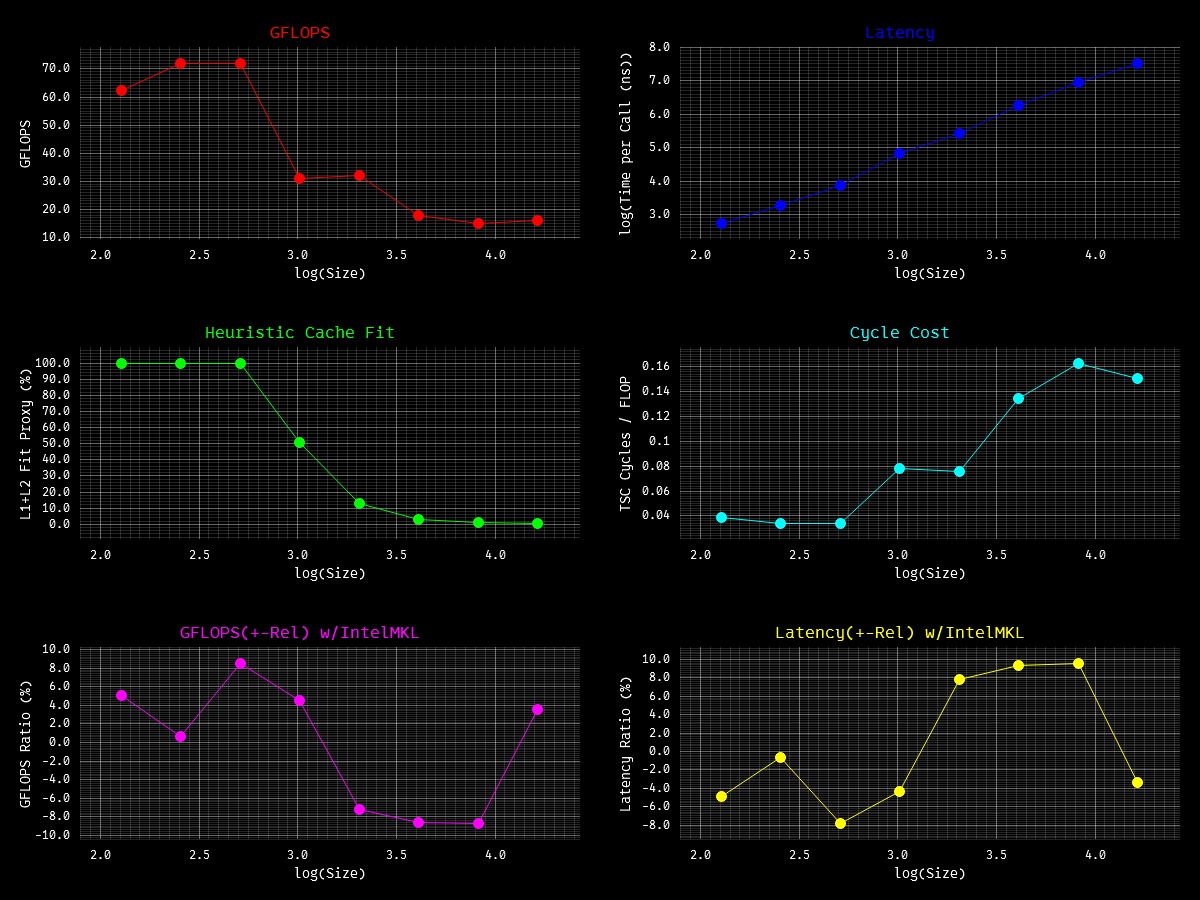 GFLOPS
GFLOPS
70.0
60.0
50.0
40.0
30.0
20.0
10.0
2.0 2.5 3.0 3.5 4.0
log(Size)
Latency
log(Time per Call (ns))
8.0
7.0
6.0
5.0
4.0
3.0
2.0 2.5 3.0 3.5 4.0
log(Size)
Heuristic Cache Fit
L1+L2 Fit Proxy (%)
100.0
90.0
80.0
70.0
60.0
50.0
40.0
30.0
20.0
10.0
0.0
2.0 2.5 3.0 3.5 4.0
log(Size)
Cycle Cost
TSC Cycles / FLOP
0.16
0.14
0.12
0.1
0.08
0.06
0.04
2.0 2.5 3.0 3.5 4.0
log(Size)
GFLOPS(+-Rel) w/IntelMKL
GFLOPS Ratio (%)
10.0
8.0
6.0
4.0
2.0
0.0
-2.0
-4.0
-6.0
-8.0
-10.0
2.0 2.5 3.0 3.5 4.0
log(Size)
Latency(+-Rel) w/IntelMKL
Latency Ratio (%)
10.0
8.0
6.0
4.0
2.0
0.0
-2.0
-4.0
-6.0
-8.0
2.0 2.5 3.0 3.5 4.0
log(Size)